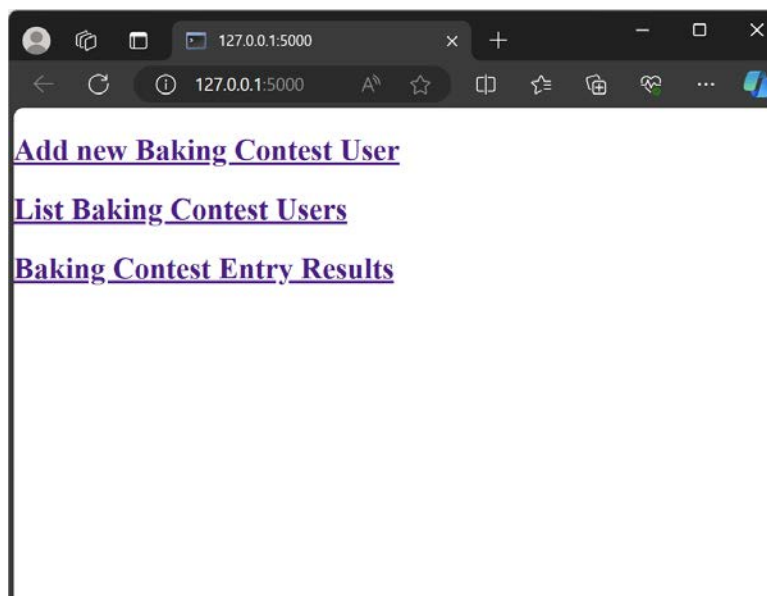 127.0.0.1:5000
127.0.0.1:5000
Add new Baking Contest User
List Baking Contest Users
Baking Contest Entry Results